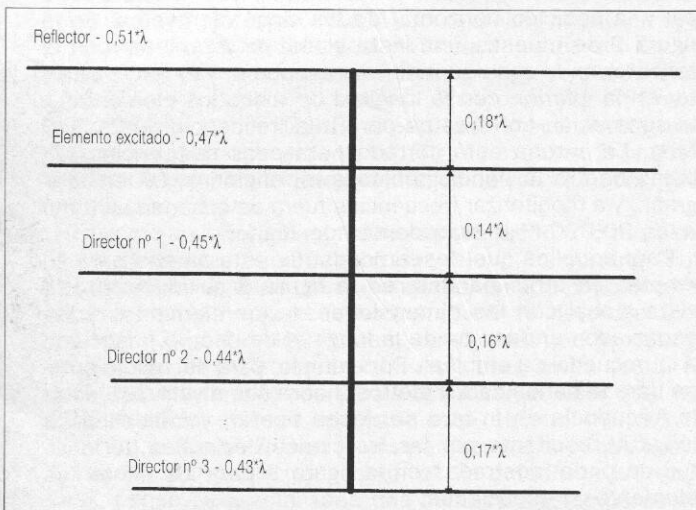 Reflector - 0,51*λ
0,18*λ
Elemento excitado - 0,47*λ
0,14*λ
Director nº 1 - 0,45*λ
0,16*λ
Director nº 2 - 0,44*λ
0,17*λ
Director nº 3 - 0,43*λ